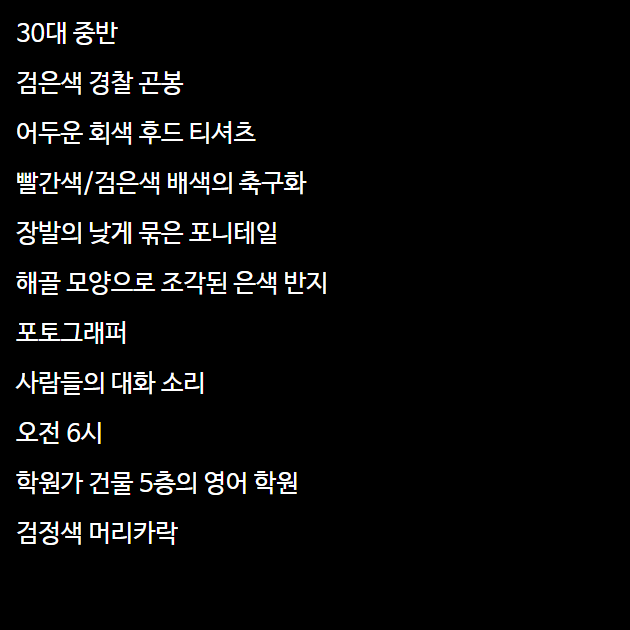 30대 중반
검은색 경찰 곤봉
어두운 회색 후드 티셔츠
빨간색/검은색 배색의 축구화
장발의 낮게 묶은 포니테일
해골 모양으로 조각된 은색 반지
포토그래퍼
사람들의 대화 소리
오전 6시
학원가 건물 5층의 영어 학원
검정색 머리카락